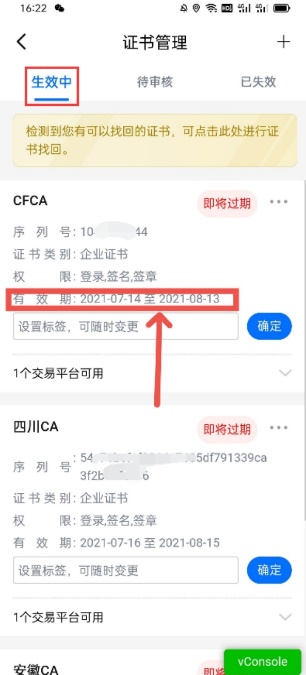 16:22
证书管理
生效中
待审核
已失效
检测到您有可以找回的证书，可点击此处进行证
书找回。
CFCA
即将过期
序 列 号：10 44
证书类别：企业证书
权 限：登录,签名,签章
有 效 期：2021-07-14 至 2021-08-13
设置标签，可随时变更
确定
1个交易平台可用
四川CA
即将过期
序 列 号：
5df791339ca
3f2b 6
证书类别：企业证书
权 限：登录,签名,签章
有 效 期：2021-07-16 至 2021-08-15
设置标签，可随时变更
确定
1个交易平台可用
安徽CA
即将
vConsole